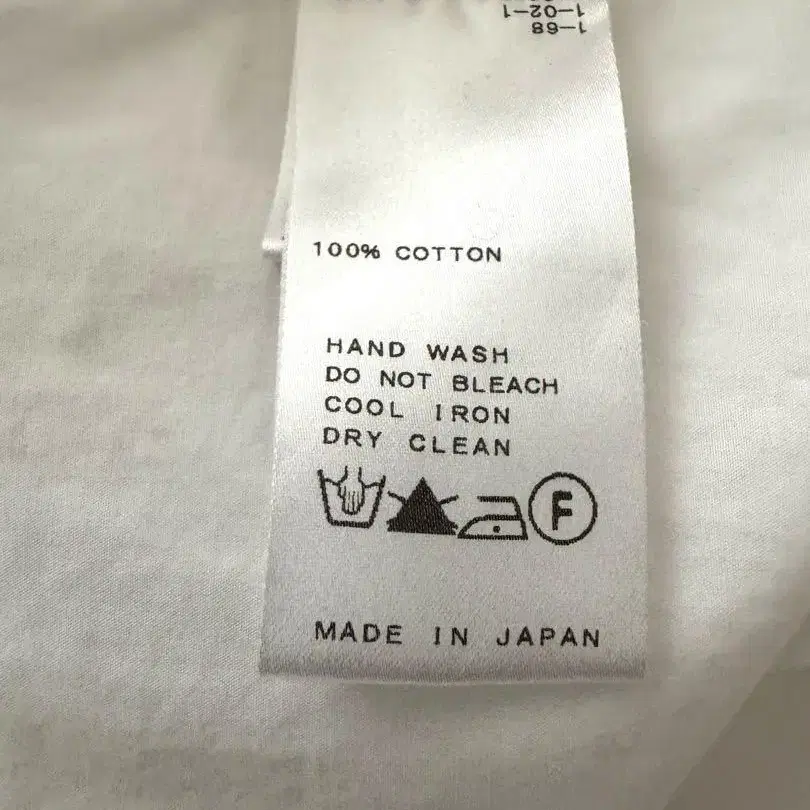 1-02-1
1-68
100% COTTON
HAND WASH
DO NOT BLEACH
COOL IRON
DRY CLEAN
F
MADE IN JAPAN